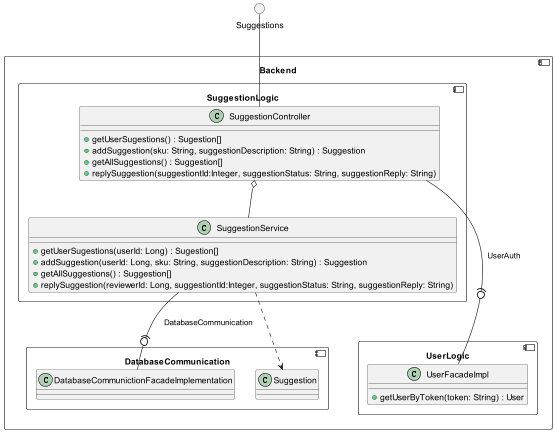 Suggestions
Backend
SuggestionLogic
C SuggestionController
getUserSugestions() : Sugestion[]
addSuggestion(sku: String, suggestionDescription: String) : Suggestion
getAllSuggestions() : Suggestion[]
replySuggestion(suggestiontId:Integer, suggestionStatus: String, suggestionReply: String)
C SuggestionService
getUserSugestions(userId: Long) : Sugestion[]
addSuggestion(userId: Long, sku: String, suggestionDescription: String) : Suggestion
getAllSuggestions() : Suggestion[]
replySuggestion(reviewerId: Long, suggestiontId:Integer, suggestionStatus: String, suggestionReply: String)
UserAuth
DatabaseCommunication
DatabaseCommunication
C DatabaseCommunictionFacadeImplementation
C Suggestion
UserLogic
C UserFacadeImpl
getUserByToken(token: String) : User